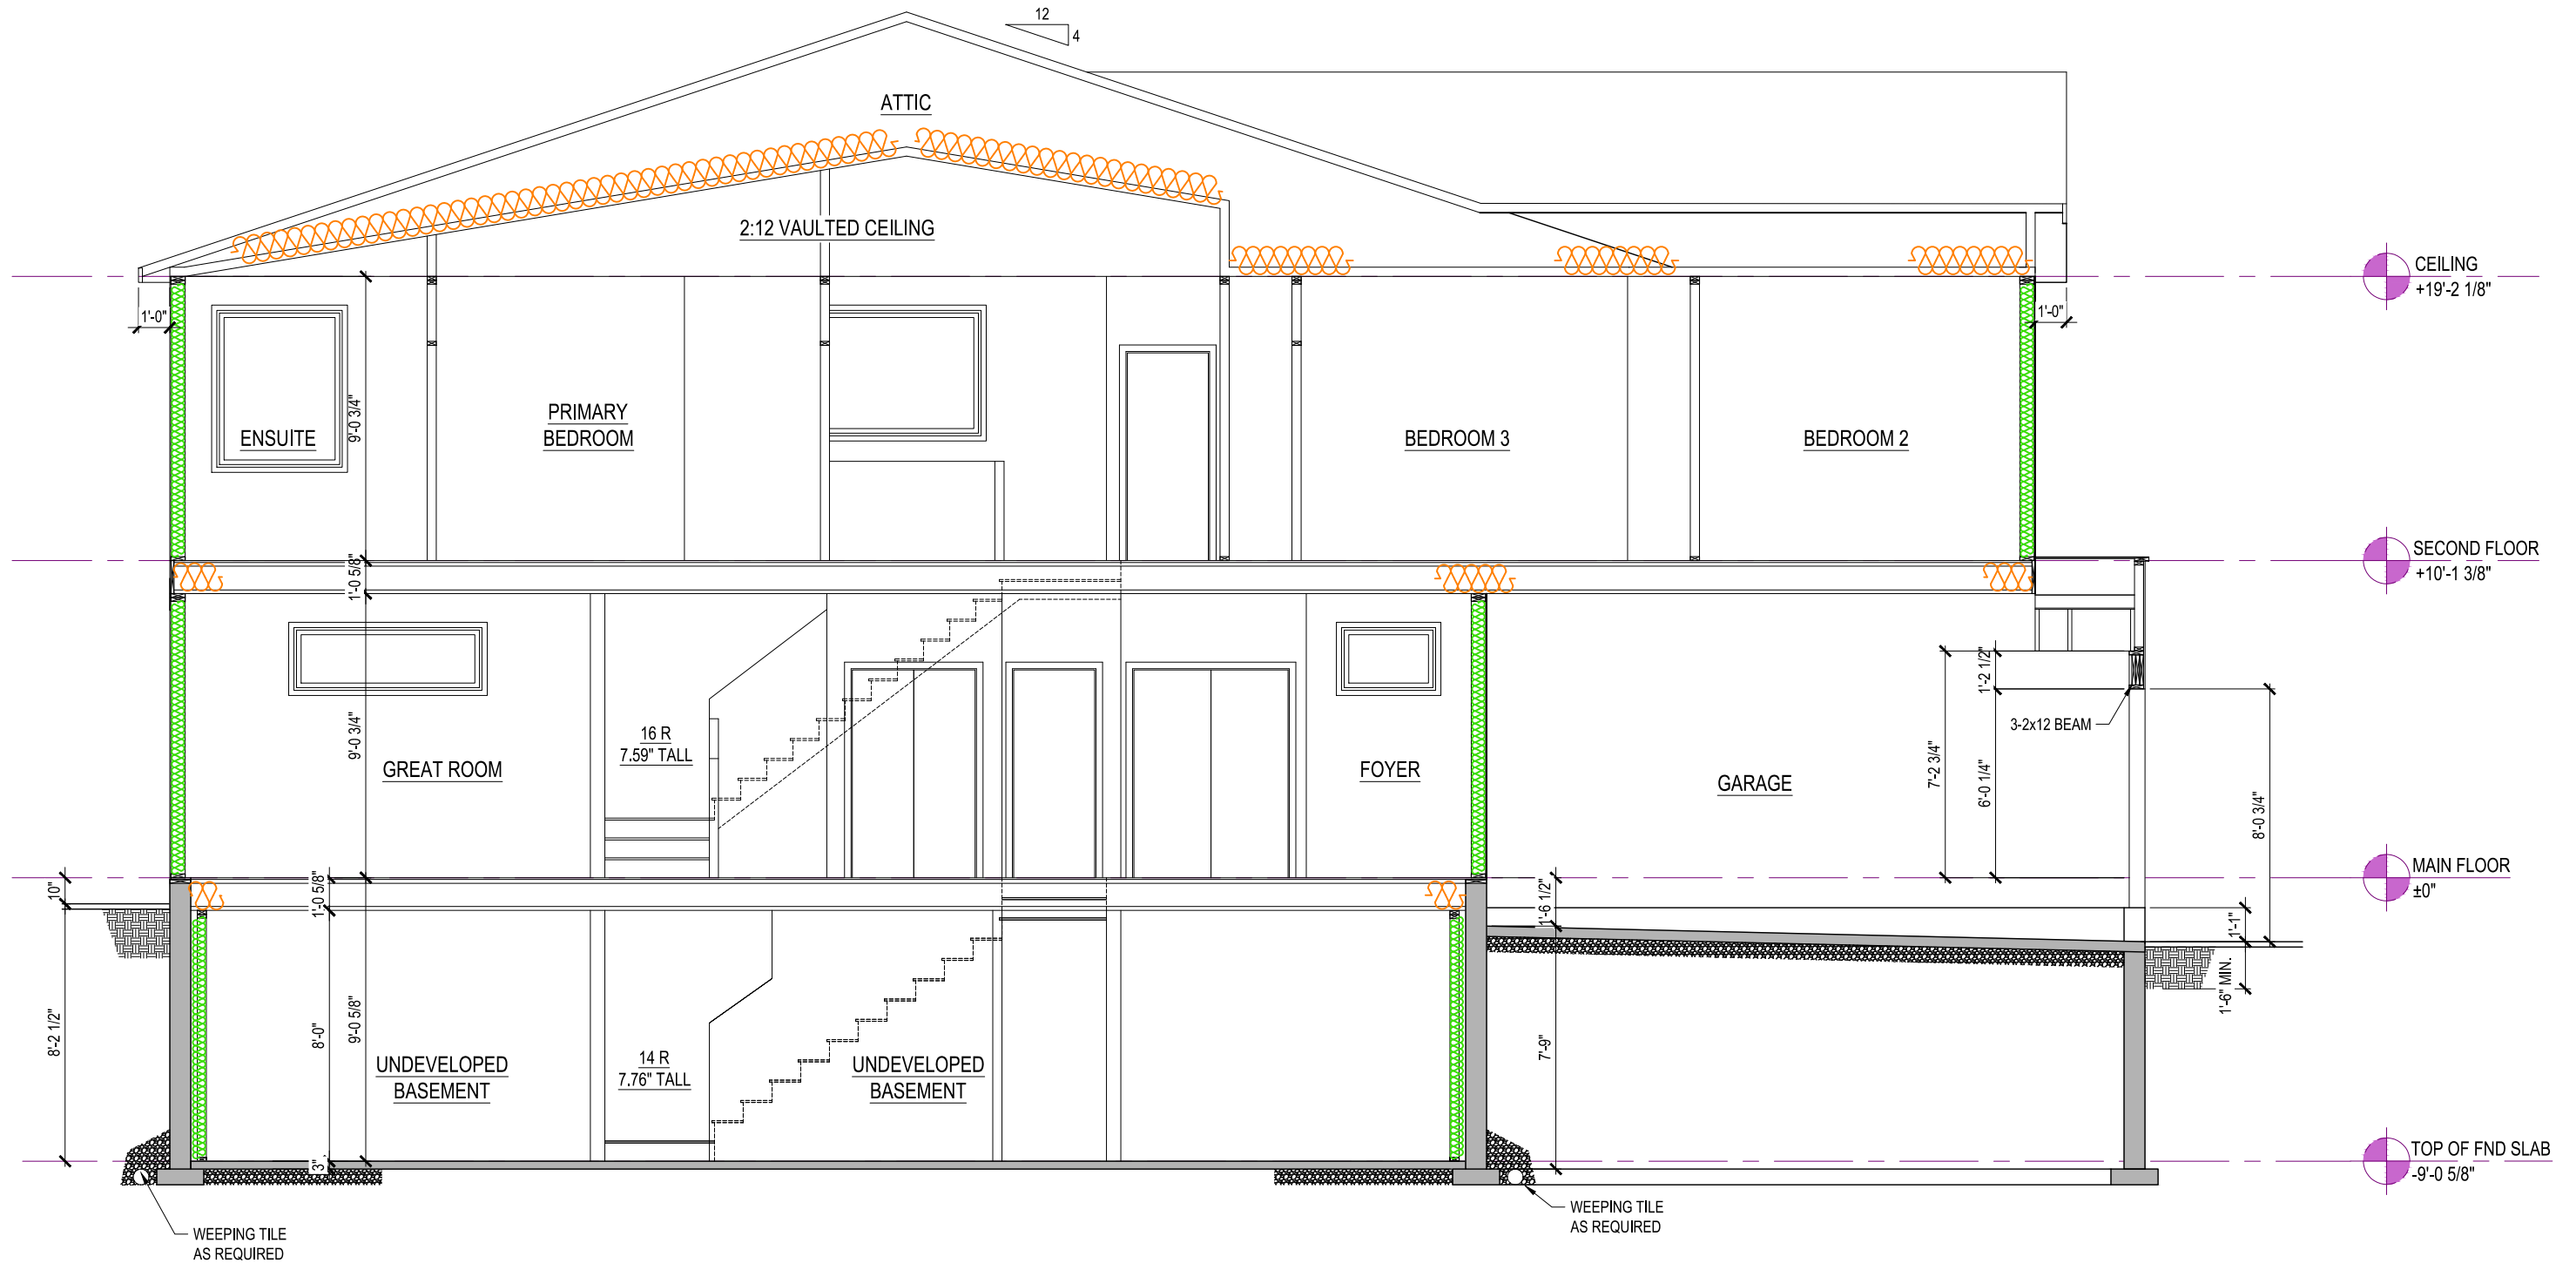 12
4
ATTIC
2:12 VAULTED CEILING
CEILING
+19'-2 1/8"
1'-0"
1'-0"
9'-0 3/4"
ENSUITE
PRIMARY
BEDROOM
BEDROOM 3
BEDROOM 2
SECOND FLOOR
+10'-1 3/8"
1'-0 5/8"
1'-2 1/2"
3-2x12 BEAM
9'-0 3/4"
16 R
7.59" TALL
GREAT ROOM
FOYER
GARAGE
7'-2 3/4"
6'-0 1/4"
8'-0 3/4"
MAIN FLOOR
±0"
10"
1'-0 5/8"
1'-6 1/2"
1'-1"
1'-6" MIN.
8'-2 1/2"
8'-0"
9'-0 5/8"
7'-9"
UNDEVELOPED
BASEMENT
14 R
7.76" TALL
UNDEVELOPED
BASEMENT
3"
TOP OF FND SLAB
-9'-0 5/8"
WEEPING TILE
AS REQUIRED
WEEPING TILE
AS REQUIRED